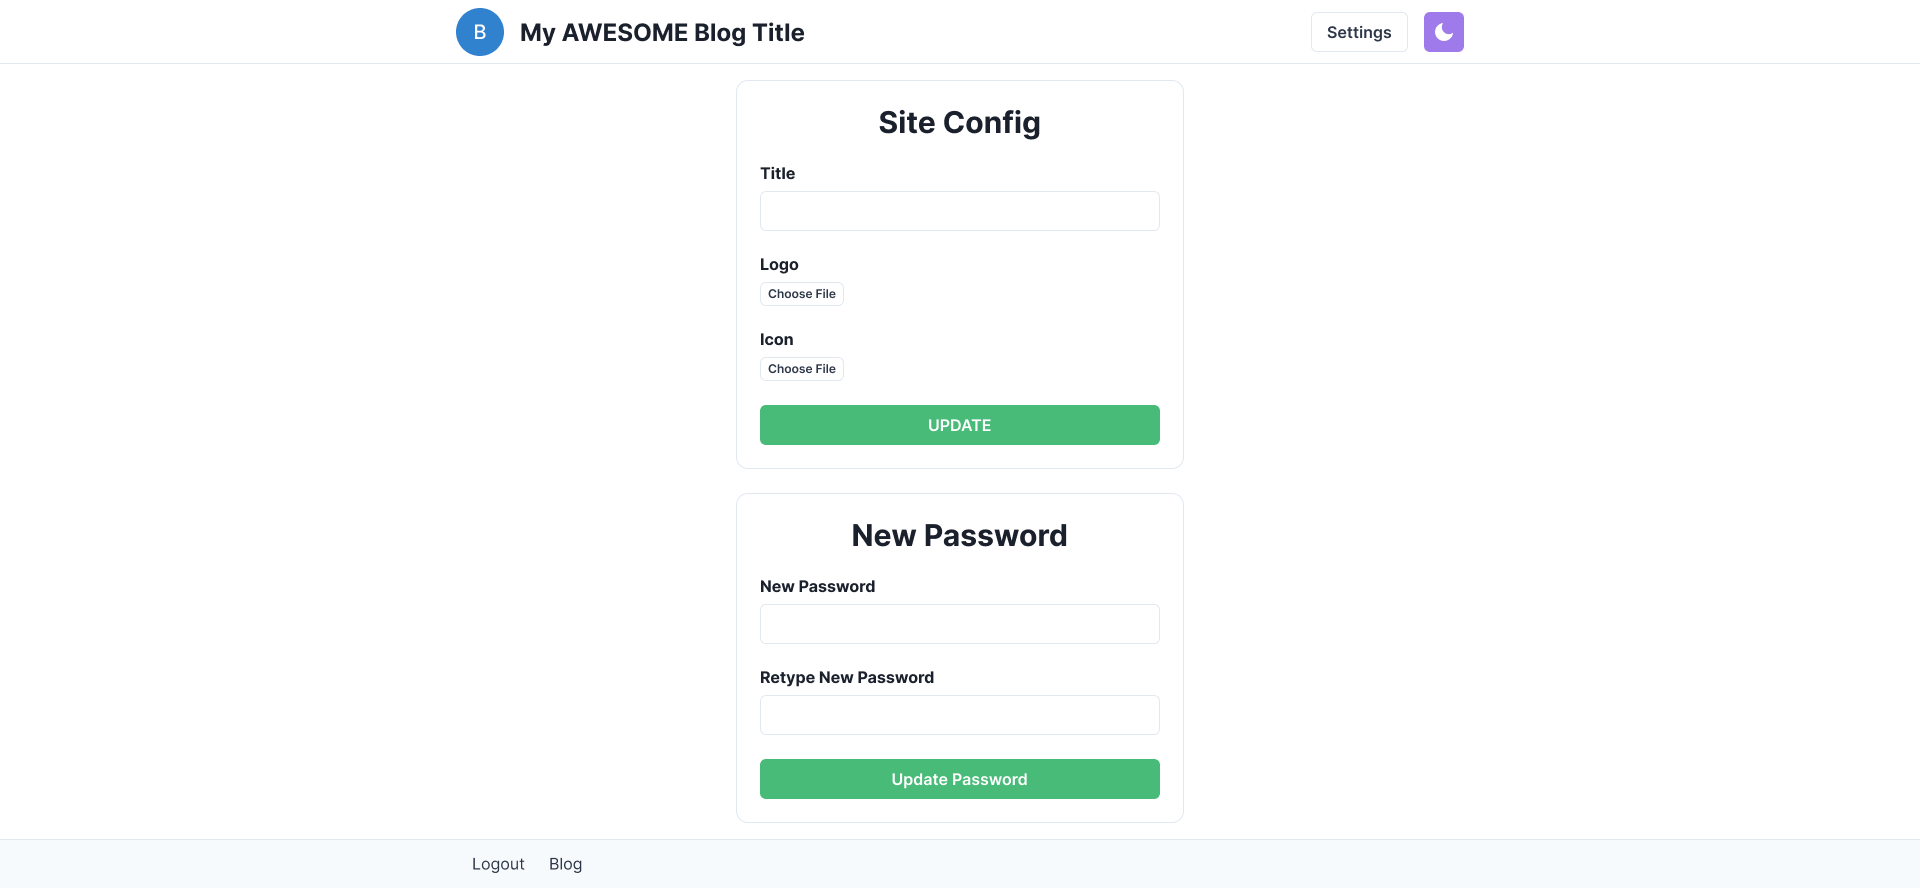 B
My AWESOME Blog Title
Settings
Site Config
Title
Logo
Choose File
Icon
Choose File
UPDATE
New Password
New Password
Retype New Password
Update Password
Logout
Blog